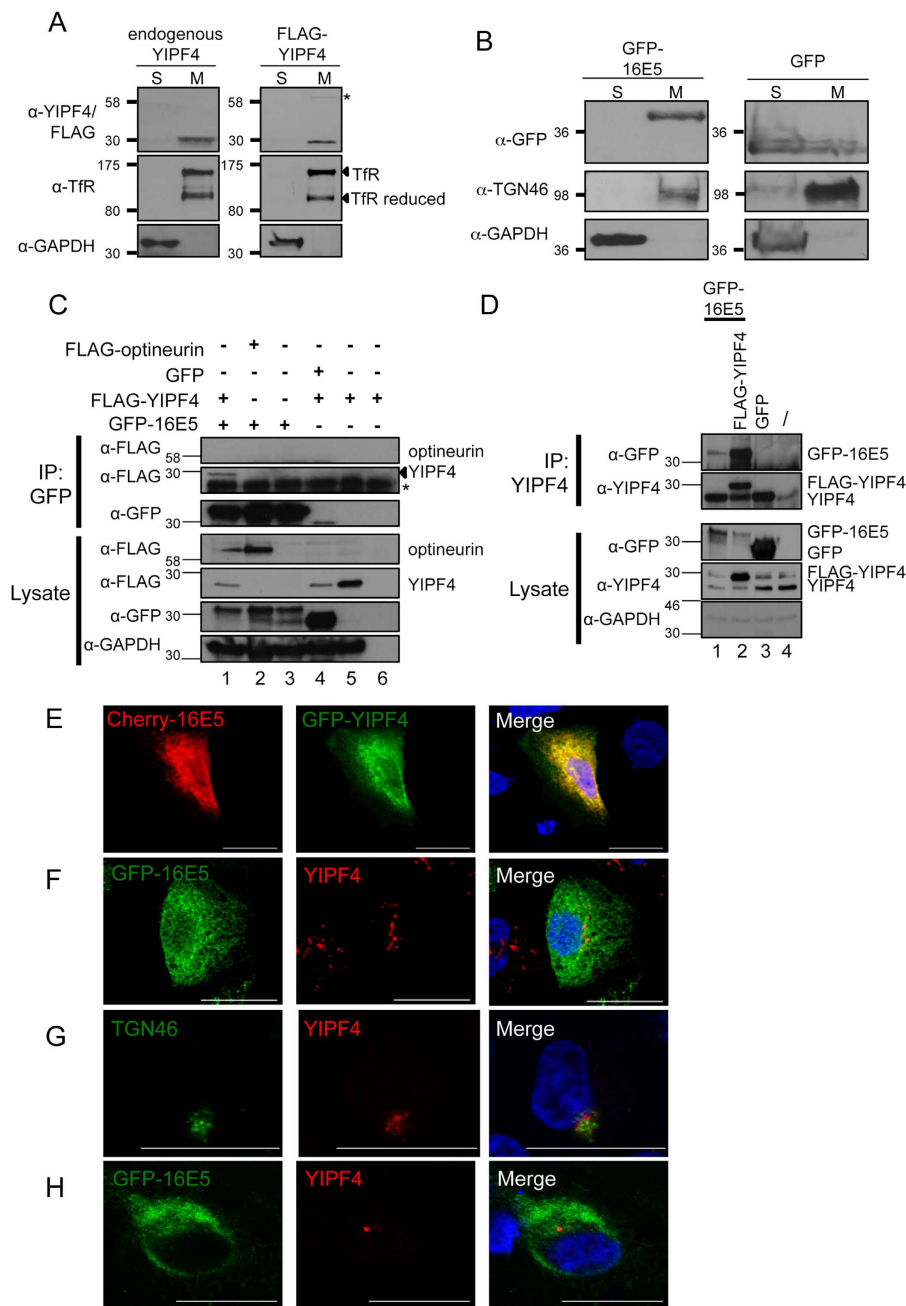 A
endogenous YIPF4
FLAG-YIPF4
S M
S M
α-YIPF4/FLAG
58
30
58
30
*
α-TfR
175
80
175
80
TfR
TfR reduced
α-GAPDH
30
30
B
GFP-16E5
GFP
S M
S M
α-GFP
36
36
α-TGN46
98
98
α-GAPDH
36
36
C
FLAG-optineurin - + - - - -
GFP - - - + - -
FLAG-YIPF4 + - - + + +
GFP-16E5 + + + - - -
IP: GFP
α-FLAG
58
optineurin
α-FLAG
30
YIPF4
*
α-GFP
30
Lysate
α-FLAG
58
optineurin
α-FLAG
30
YIPF4
α-GFP
30
α-GAPDH
30
1 2 3 4 5 6
D
GFP-16E5
FLAG-YIPF4
GFP
/
IP: YIPF4
α-GFP
30
GFP-16E5
α-YIPF4
30
FLAG-YIPF4
YIPF4
Lysate
α-GFP
30
GFP-16E5
GFP
α-YIPF4
30
FLAG-YIPF4
YIPF4
α-GAPDH
46
30
1 2 3 4
E
Cherry-16E5
GFP-YIPF4
Merge
F
GFP-16E5
YIPF4
Merge
G
TGN46
YIPF4
Merge
H
GFP-16E5
YIPF4
Merge